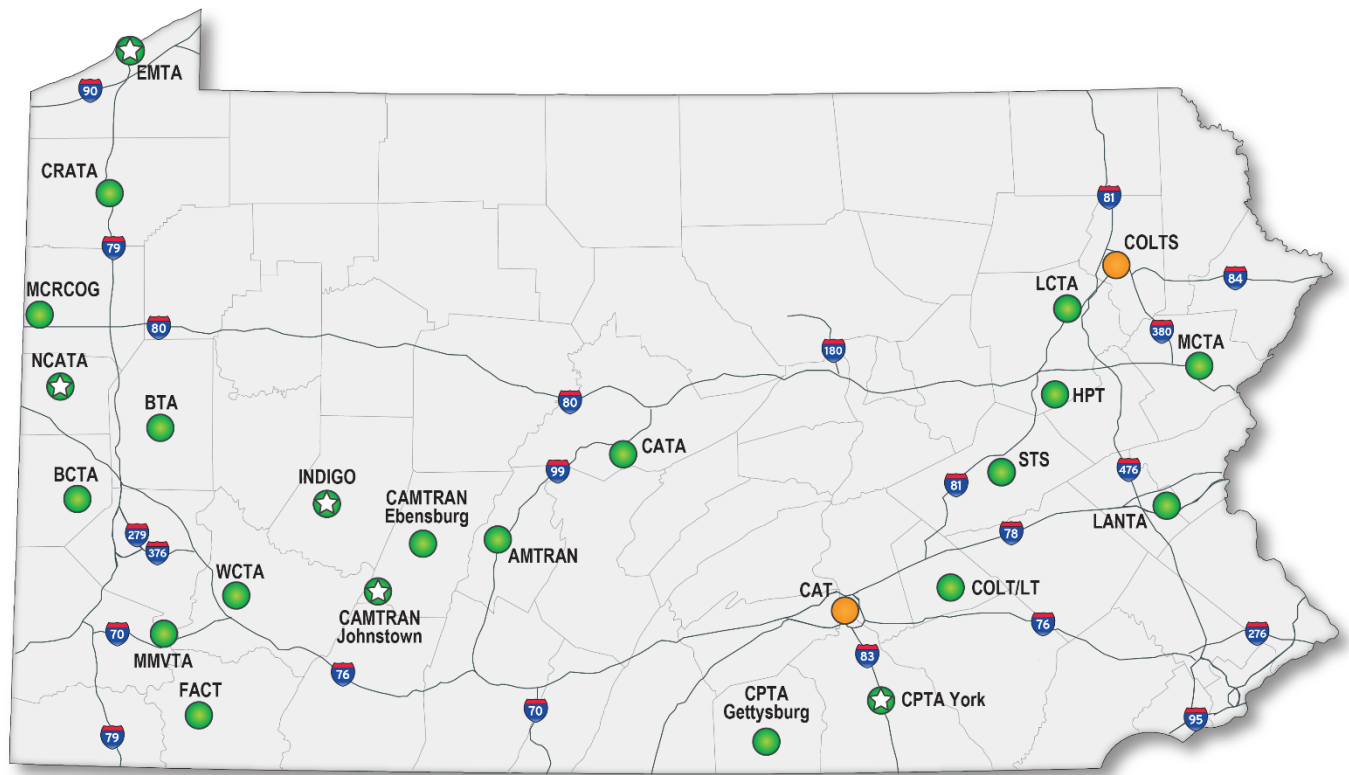 EMTA
90
CRATA
81
79
COLTS
84
MCRCOG
LCTA
80
380
MCTA
180
NCATA
HPT
80
BTA
CATA
99
STS
476
81
BCTA
INDIGO
CAMTRAN
Ebensburg
LANTA
279
376
AMTRAN
78
WCTA
CAMTRAN
Johnstown
CAT
COLT/LT
70
MMVTA
76
276
83
76
FACT
CPTA
Gettysburg
CPTA York
70
95
79